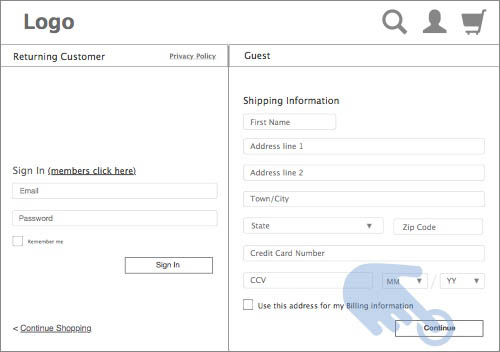 Logo
Returning Customer
Privacy Policy
Guest
Shipping Information
First Name
Address line 1
Address line 2
Town/City
State
Zip Code
Credit Card Number
CCV
MM
/
YY
Use this address for my Billing information
Continue
Sign In (members click here)
Email
Password
Remember me
Sign In
< Continue Shopping